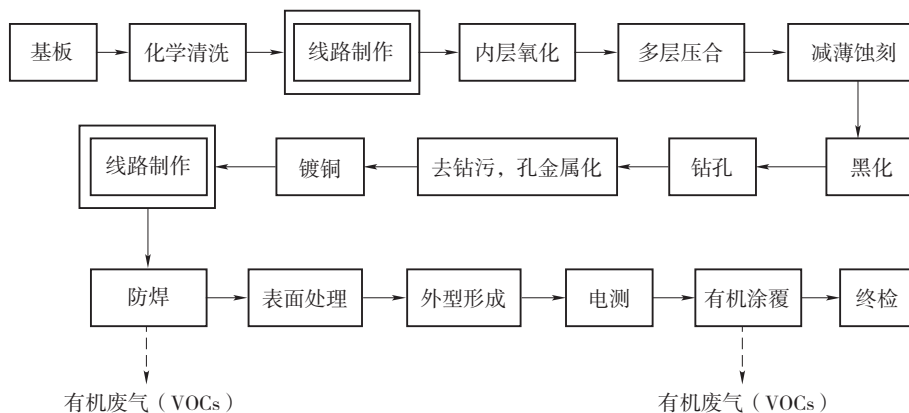 基板
化学清洗
线路制作
内层氧化
多层压合
减薄蚀刻
黑化
钻孔
去钻污，孔金属化
镀铜
线路制作
防焊
表面处理
外型形成
电测
有机涂覆
终检
有机废气（VOCs）
有机废气（VOCs）